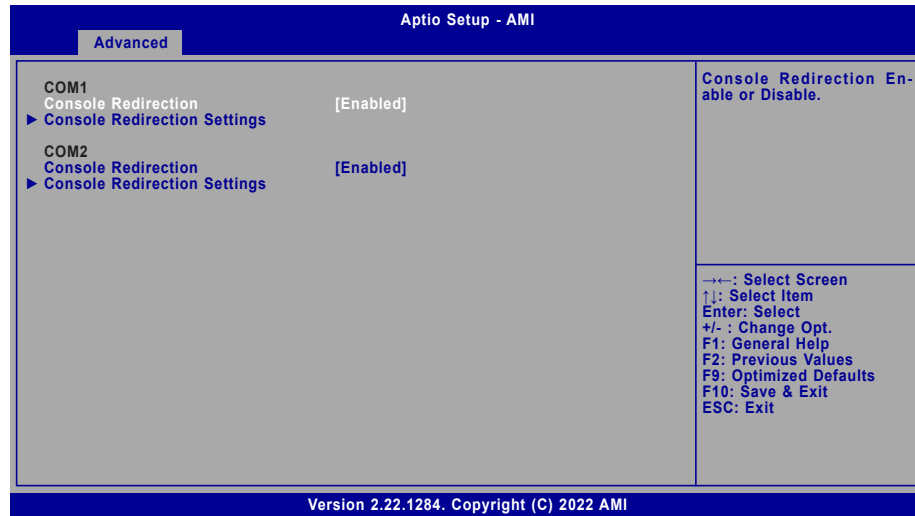 Aptio Setup - AMI
Advanced
COM1
Console Redirection [Enabled]
► Console Redirection Settings
COM2
Console Redirection [Enabled]
► Console Redirection Settings
Console Redirection En-
able or Disable.
→←: Select Screen
↑↓: Select Item
Enter: Select
+/- : Change Opt.
F1: General Help
F2: Previous Values
F9: Optimized Defaults
F10: Save & Exit
ESC: Exit
Version 2.22.1284. Copyright (C) 2022 AMI